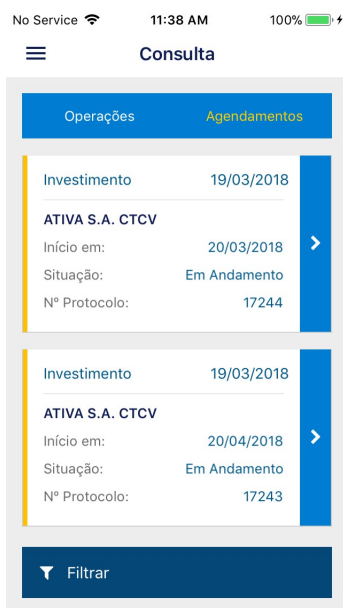 No Service 11:38 AM 100%
Consulta
Operações Agendamentos
Investimento 19/03/2018
ATIVA S.A. CTCV
Início em: 20/03/2018
Situação: Em Andamento
Nº Protocolo: 17244
Investimento 19/03/2018
ATIVA S.A. CTCV
Início em: 20/04/2018
Situação: Em Andamento
Nº Protocolo: 17243
Filtrar